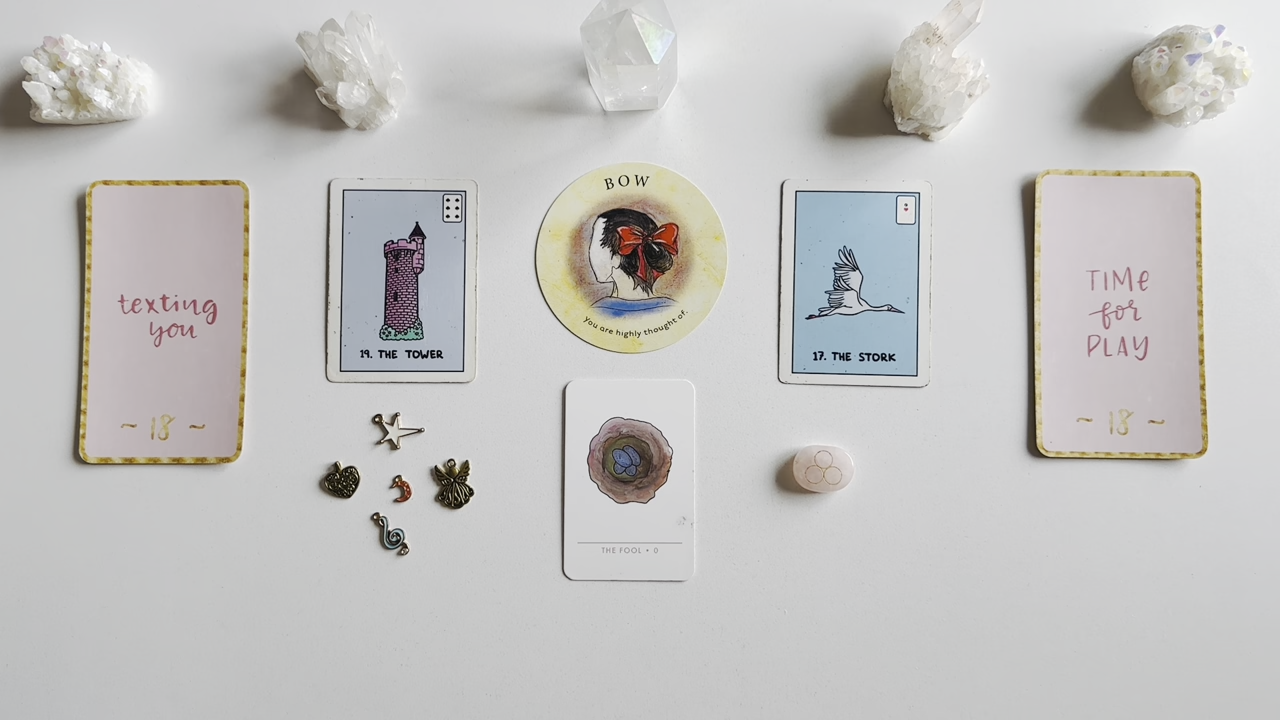 texting
you
~ 18 ~
19. THE TOWER
BOW
You are highly thought of.
THE FOOL • 0
17. THE STORK
TIME
for
PLAY
~ 18 ~